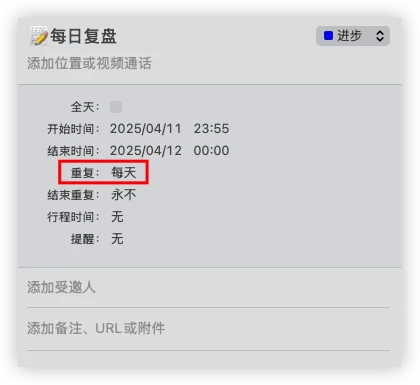 📝每日复盘 进步
添加位置或视频通话
全天:
开始时间: 2025/04/11 23:55
结束时间: 2025/04/12 00:00
重复: 每天
结束重复: 永不
行程时间: 无
提醒: 无
添加受邀人
添加备注、URL或附件